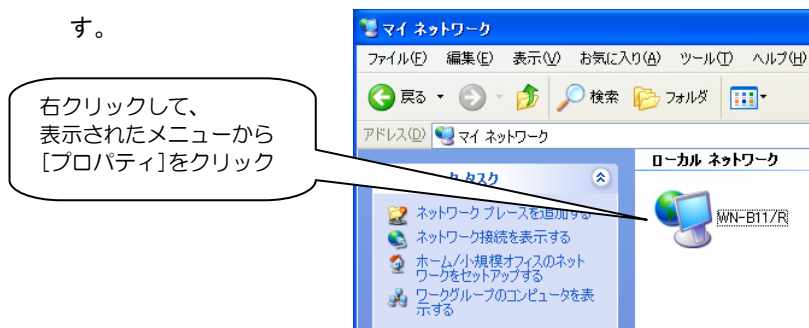 す。
マイ ネットワーク
ファイル(F) 編集(E) 表示(V) お気に入り(A) ツール(T) ヘルプ(H)
戻る 検索 フォルダ
アドレス(D) マイ ネットワーク
右クリックして、
表示されたメニューから
[プロパティ]をクリック
ク タスク
ネットワーク プレースを追加する
ネットワーク接続を表示する
ホーム/小規模オフィスのネット
ワークをセットアップする
ワークグループのコンピュータを表
示する
ローカル ネットワーク
WN-B11/R